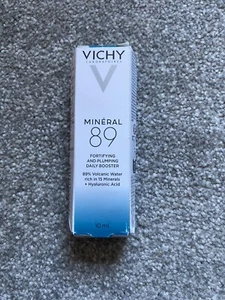 VICHY
LABORATOIRES
MINÉRAL
89
FORTIFYING
AND PLUMPING
DAILY BOOSTER
89% Volcanic Water
rich in 15 Minerals
+ Hyaluronic Acid